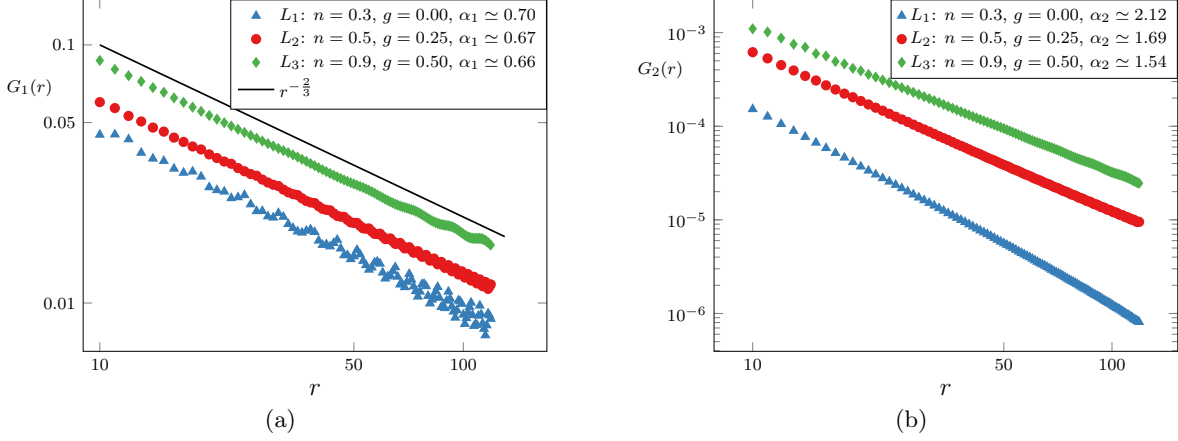 L₁: n = 0.3, g = 0.00, α₁ ≃ 0.70
L₂: n = 0.5, g = 0.25, α₁ ≃ 0.67
L₃: n = 0.9, g = 0.50, α₁ ≃ 0.66
r^{-2/3}
G₁(r)
0.1
0.05
0.01
10
50
100
r
(a)
L₁: n = 0.3, g = 0.00, α₂ ≃ 2.12
L₂: n = 0.5, g = 0.25, α₂ ≃ 1.69
L₃: n = 0.9, g = 0.50, α₂ ≃ 1.54
G₂(r)
10⁻³
10⁻⁴
10⁻⁵
10⁻⁶
10
50
100
r
(b)